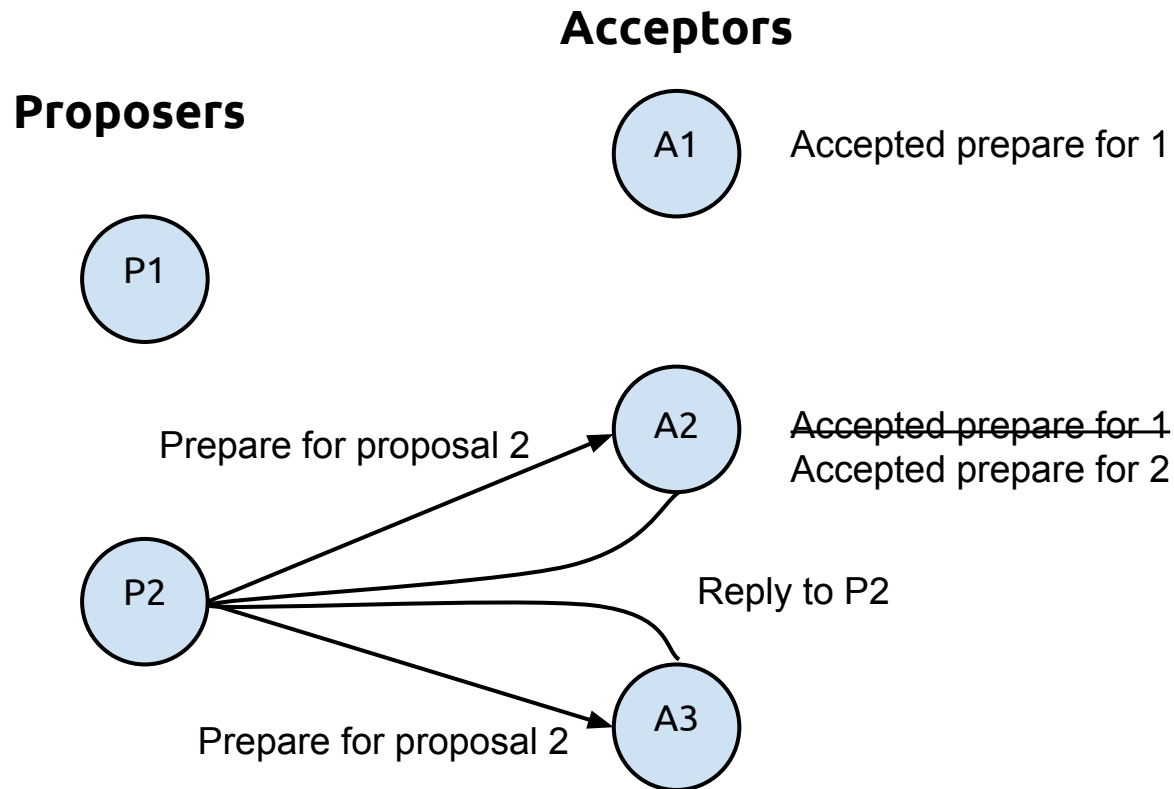 Acceptors
Proposers
A1
Accepted prepare for 1
P1
A2
Accepted prepare for 1
Prepare for proposal 2
Accepted prepare for 2
P2
Reply to P2
A3
Prepare for proposal 2